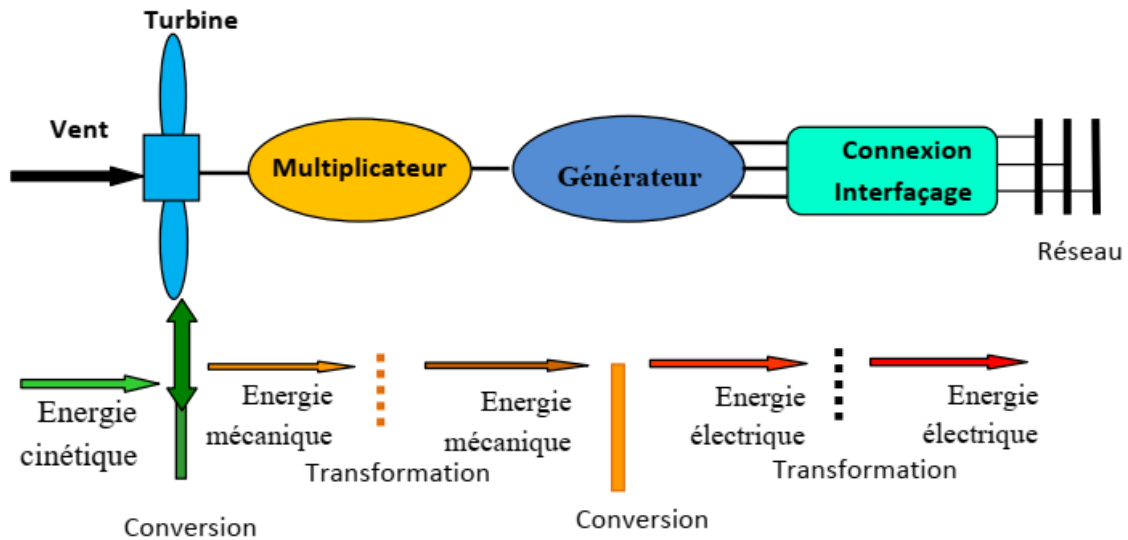 Turbine
Vent
Multiplicateur
Générateur
Connexion
Interfaçage
Réseau
Energie
cinétique
Energie
mécanique
Energie
mécanique
Energie
électrique
Energie
électrique
Transformation
Transformation
Conversion
Conversion